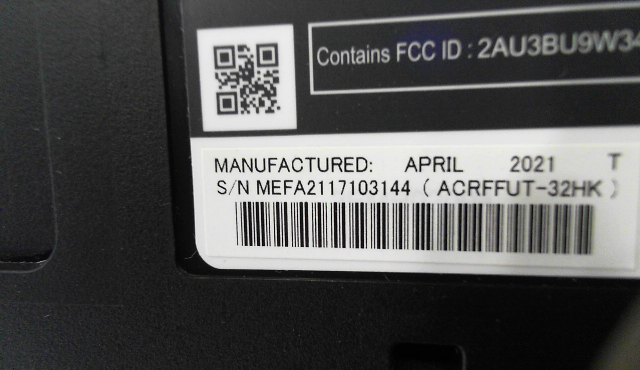 Contains FCC ID : 2AU3BU9W34
MANUFACTURED: APRIL 2021 T
S/N MEFA2117103144 ( ACRFFUT-32HK )